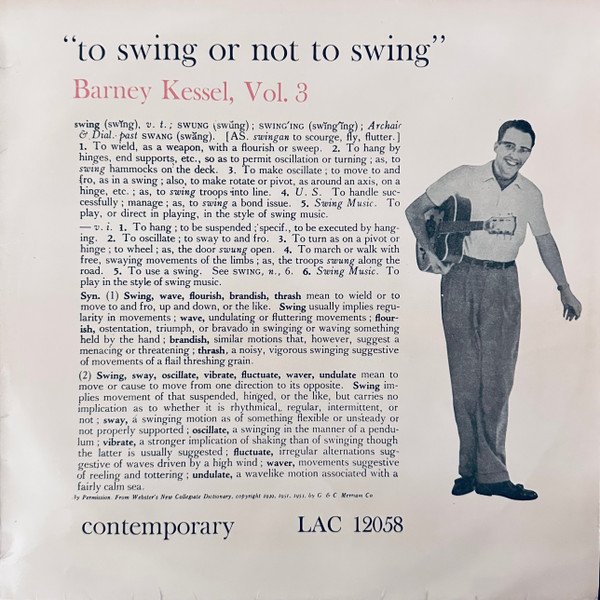 “to swing or not to swing”
Barney Kessel, Vol. 3
swing (swĭng), v. t.; SWUNG (swŭng); SWING'ING (swĭng'ĭng); Archaic
& Dial. past SWANG (swăng). [AS. swingan to scourge, fly, flutter.]
1. To wield, as a weapon, with a flourish or sweep. 2. To hang by
hinges, end supports, etc., so as to permit oscillation or turning; as, to
swing hammocks on the deck. 3. To make oscillate; to move to and
fro, as in a swing; also, to make rotate or pivot, as around an axis, on a
hinge, etc.; as, to swing troops into line. 4. U. S. To handle suc-
cessfully; manage; as, to swing a bond issue. 5. Swing Music. To
play, or direct in playing, in the style of swing music.
— v. i. 1. To hang; to be suspended; specif., to be executed by hang-
ing. 2. To oscillate; to sway to and fro. 3. To turn as on a pivot or
hinge; to wheel; as, the door swung open. 4. To march or walk with
free, swaying movements of the limbs; as, the troops swung along the
road. 5. To use a swing. See SWING, n., 6. 6. Swing Music. To
play in the style of swing music.
Syn. (1) Swing, wave, flourish, brandish, thrash mean to wield or to
move to and fro, up and down, or the like. Swing usually implies regu-
larity in movements; wave, undulating or fluttering movements; flour-
ish, ostentation, triumph, or bravado in swinging or waving something
held by the hand; brandish, similar motions that, however, suggest a
menacing or threatening; thrash, a noisy, vigorous swinging suggestive
of movements of a flail threshing grain.
(2) Swing, sway, oscillate, vibrate, fluctuate, waver, undulate mean to
move or cause to move from one direction to its opposite. Swing im-
plies movement of that suspended, hinged, or the like, but carries no
implication as to whether it is rhythmical, regular, intermittent, or
not; sway, a swinging motion as of something flexible or unsteady or
not properly supported; oscillate, a swinging in the manner of a pendu-
lum; vibrate, a stronger implication of shaking than of swinging though
the latter is usually suggested; fluctuate, irregular alternations sug-
gestive of waves driven by a high wind; waver, movements suggestive
of reeling and tottering; undulate, a wavelike motion associated with a
fairly calm sea.
By Permission. From Webster's New Collegiate Dictionary, copyright 1949, 1951, 1953, by G & C Merriam Co
contemporary LAC 12058